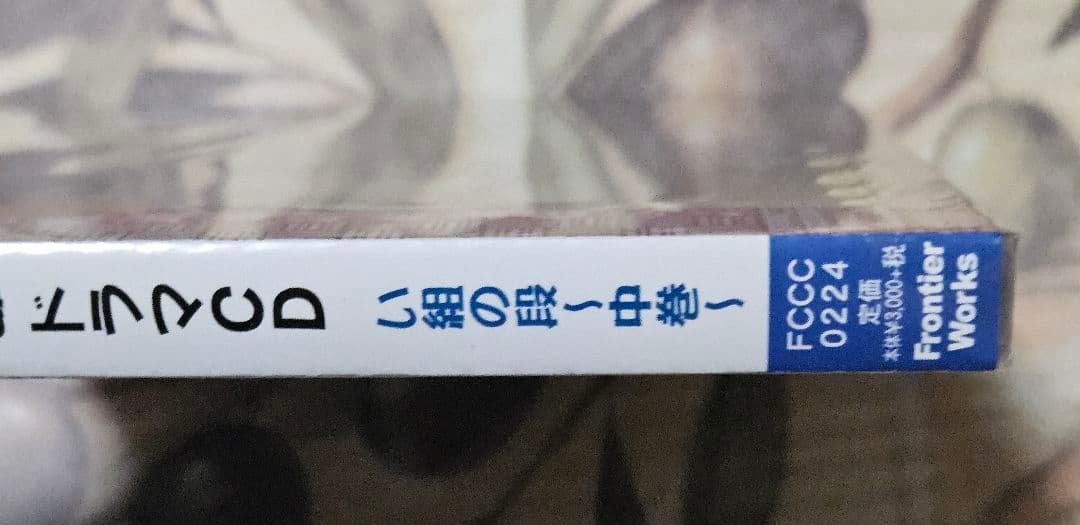 ドラマCD
い組の段～中巻～
FCCC
0224
定価
本体¥3,000+税
Frontier
Works